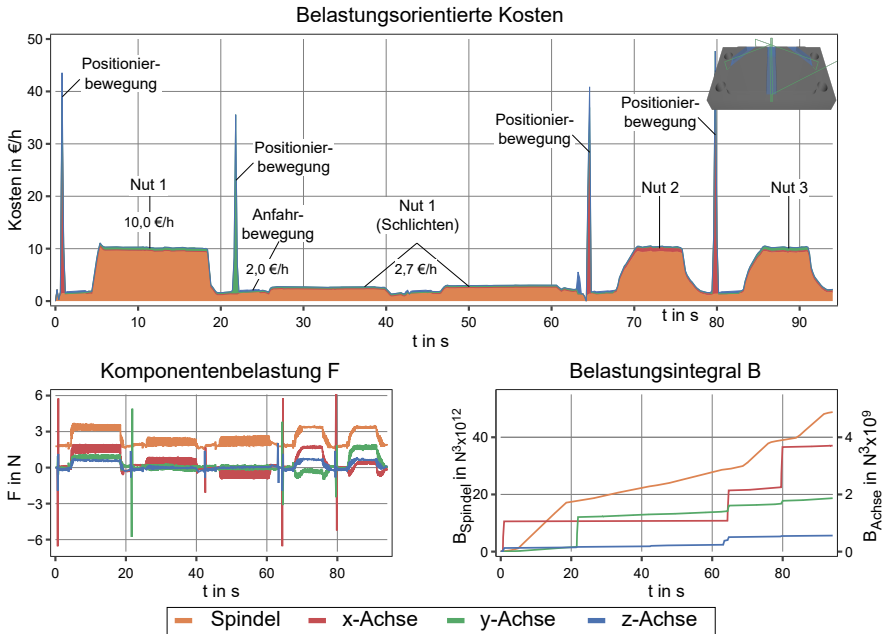 Belastungsorientierte Kosten
Kosten in €/h
50
40
30
20
10
0
Positionier-
bewegung
Nut 1
10,0 €/h
Positionier-
bewegung
Anfahr-
bewegung
2,0 €/h
Nut 1
(Schlichten)
2,7 €/h
Positionier-
bewegung
Positionier-
bewegung
Nut 2
Nut 3
0 10 20 30 40 50 60 70 80 90
t in s
t in s
Komponentenbelastung F
F in N
6
3
0
-3
-6
0 20 40 60 80
t in s
Belastungsintegral B
B_Spindel in N³x10¹²
40
20
0
B_Achse in N³x10⁹
4
2
0
0 20 40 60 80
t in s
Spindel x-Achse y-Achse z-Achse